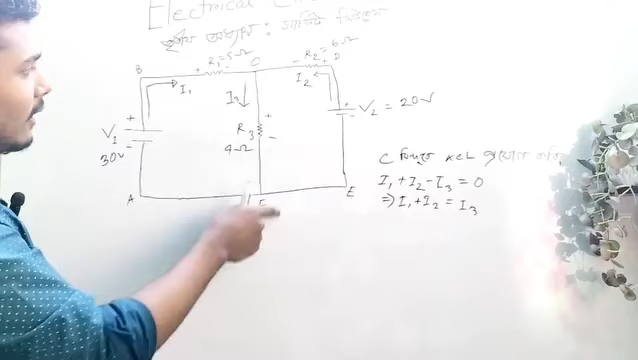 Electrical
তৃতীয় অধ্যায় : সার্কিট
R₁=5Ω
R₂=6Ω
+ -
- +
B
C
D
I₁
I₂
V₁
30V
+
-
R₃
4Ω
+
-
V₂ = 20V
+
-
A
E
C বিন্দুতে KCL প্রয়োগ করি,
I₁+I₂-I₃=0
⇒I₁+I₂=I₃